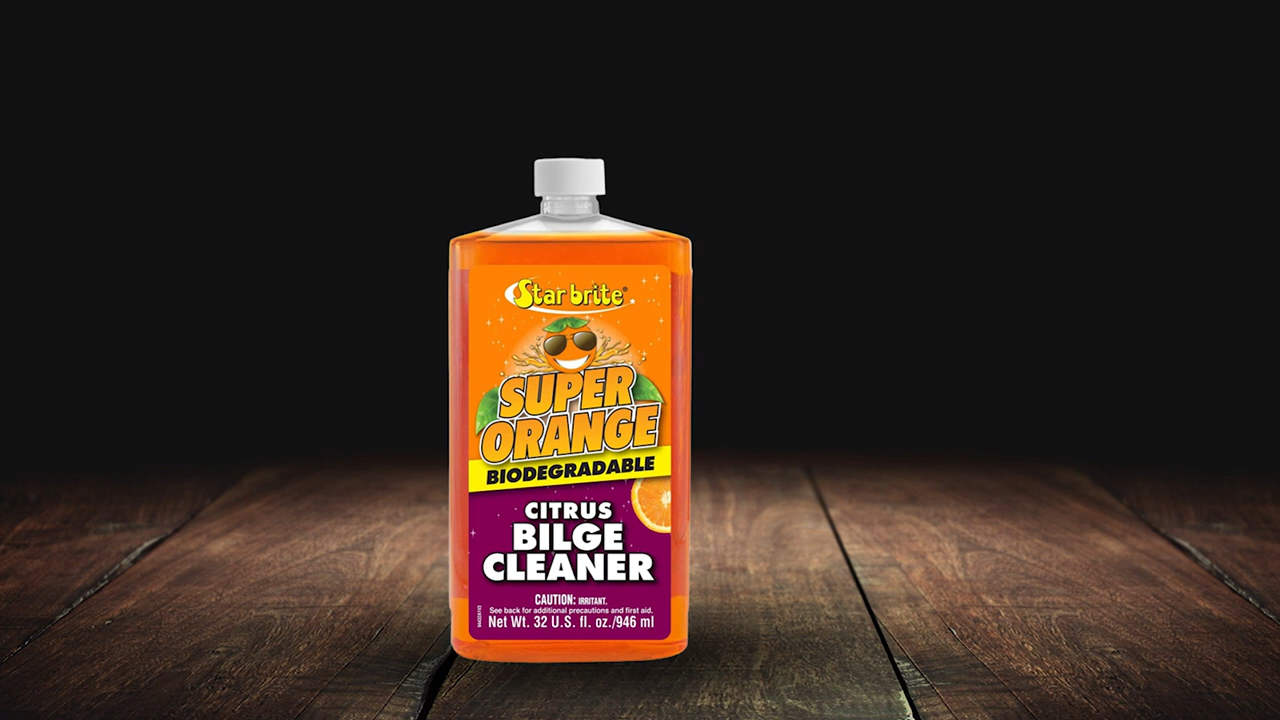 Star brite®
SUPER
ORANGE
BIODEGRADABLE
CITRUS
BILGE
CLEANER
CAUTION: IRRITANT.
See back for additional precautions and first aid.
Net Wt. 32 U.S. fl. oz./946 ml